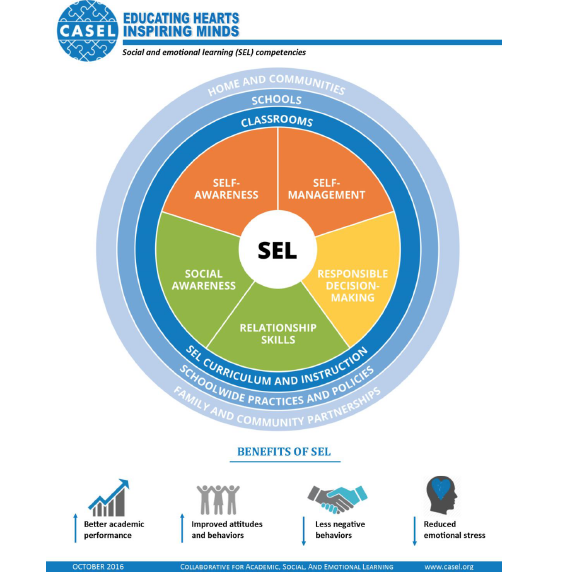 CASEL
EDUCATING HEARTS
INSPIRING MINDS
Social and emotional learning (SEL) competencies
HOME AND COMMUNITIES
SCHOOLS
CLASSROOMS
SELF-
AWARENESS
SELF-
MANAGEMENT
SEL
SOCIAL
AWARENESS
RESPONSIBLE
DECISION-
MAKING
RELATIONSHIP
SKILLS
SEL CURRICULUM AND INSTRUCTION
SCHOOLWIDE PRACTICES AND POLICIES
FAMILY AND COMMUNITY PARTNERSHIPS
BENEFITS OF SEL
Better academic
performance
Improved attitudes
and behaviors
Less negative
behaviors
Reduced
emotional stress
OCTOBER 2016
COLLABORATIVE FOR ACADEMIC, SOCIAL, AND EMOTIONAL LEARNING
www.casel.org